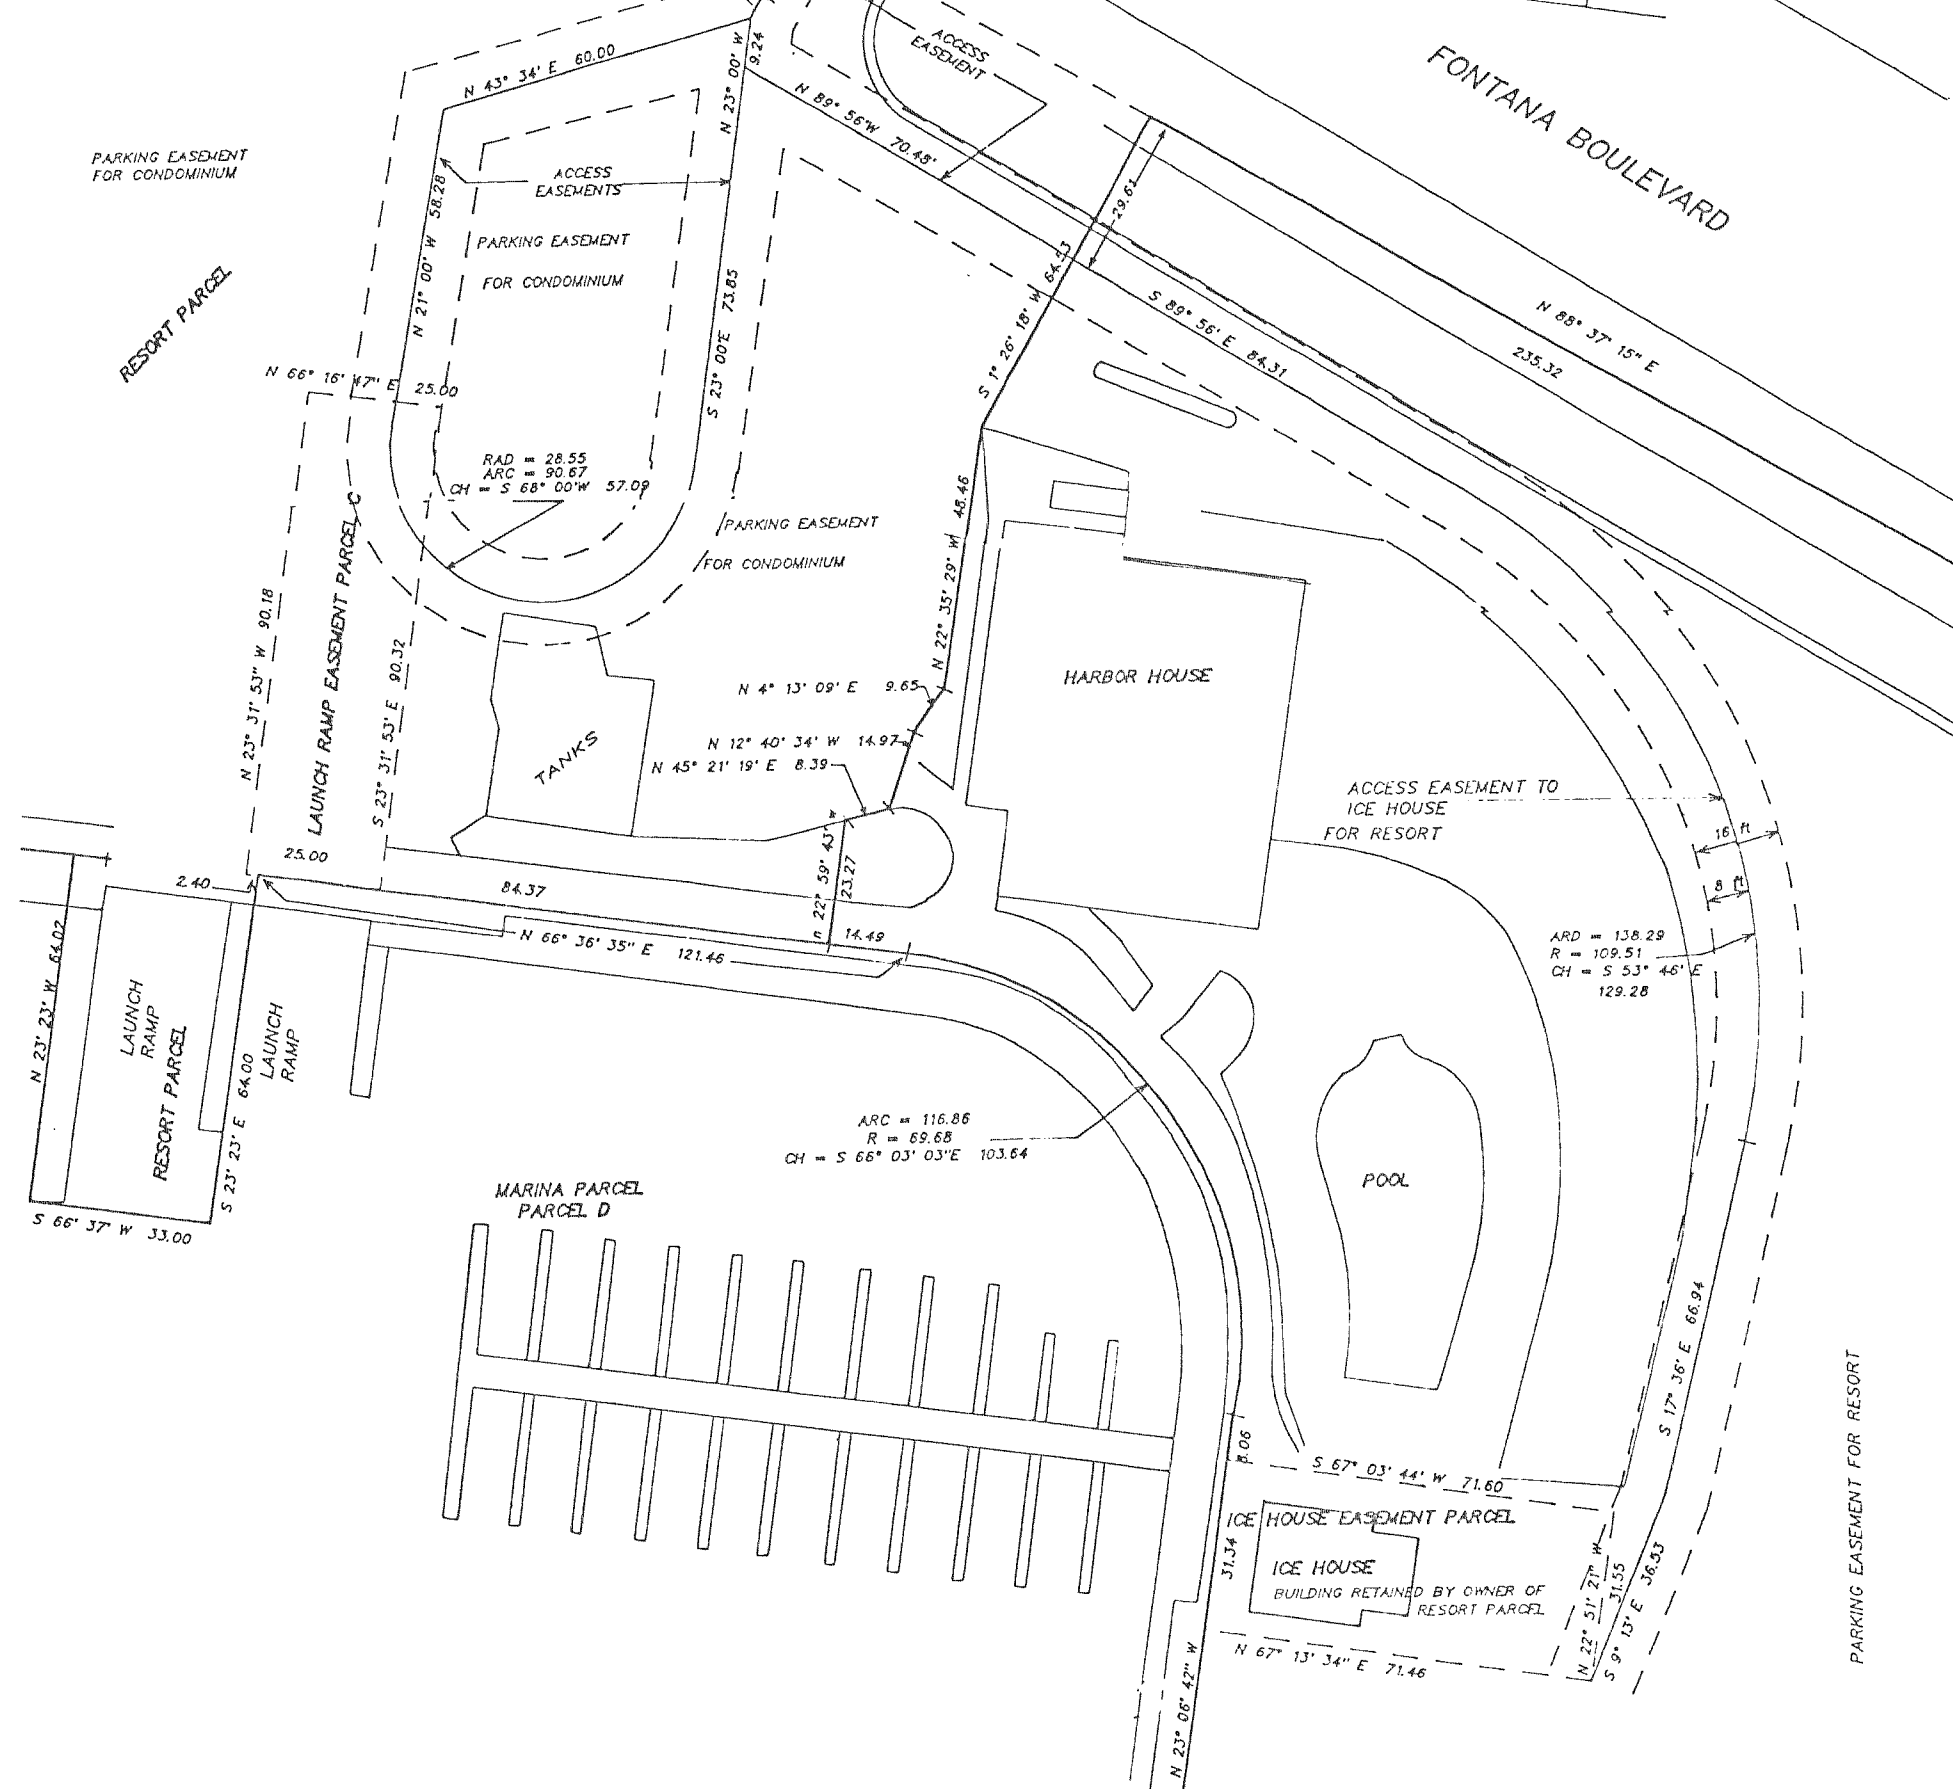 FONTANA BOULEVARD
ACCESS
EASEMENT
N 43° 34' E 60.00
N 23° 00' W
9.24
N 89° 56'W 70.48'
PARKING EASEMENT
FOR CONDOMINIUM
ACCESS
EASEMENTS
N 21° 00' W 58.28
PARKING EASEMENT
FOR CONDOMINIUM
29.61
S 1° 26' 18" W 64.53
RESORT PARCEL
S 23° 00'E 73.85
S 89° 56' E 84.31
N 88° 37' 15" E
235.32
N 66° 16' 47" E 25.00
RAD = 28.55
ARC = 90.67
CH = S 68° 00'W 57.09
PARKING EASEMENT
FOR CONDOMINIUM
N 22° 35' 29" W 48.46
LAUNCH RAMP EASEMENT PARCEL C
N 23° 31' 53" W 90.18
S 23° 31' 53' E 90.32
HARBOR HOUSE
N 4° 13' 09' E 9.65
N 12° 40' 34' W 14.97
N 45° 21' 19' E 8.39
TANKS
ACCESS EASEMENT TO
ICE HOUSE
FOR RESORT
16 ft
8 ft
25.00
2.40
84.37
n 22° 59' 43" w
23.27
14.49
N 66° 36' 35" E 121.46
ARD = 138.29
R = 109.51
CH = S 53° 46' E
129.28
N 23' 23" W 64.02
LAUNCH
RAMP
RESORT PARCEL
S 23' 23' E 64.00
LAUNCH
RAMP
S 66' 37' W 33.00
ARC = 116.86
R = 69.68
CH = S 66° 03' 03"E 103.64
POOL
MARINA PARCEL
PARCEL D
S 17° 36' E 66.94
8.06
S 67° 03' 44' W 71.60
ICE HOUSE EASEMENT PARCEL
ICE HOUSE
BUILDING RETAINED BY OWNER OF
RESORT PARCEL
31.34
N 22° 51' 21" W
31.55
S 9° 13' E 36.53
N 67° 13' 34" E 71.46
N 23° 06' 42" W
PARKING EASEMENT FOR RESORT